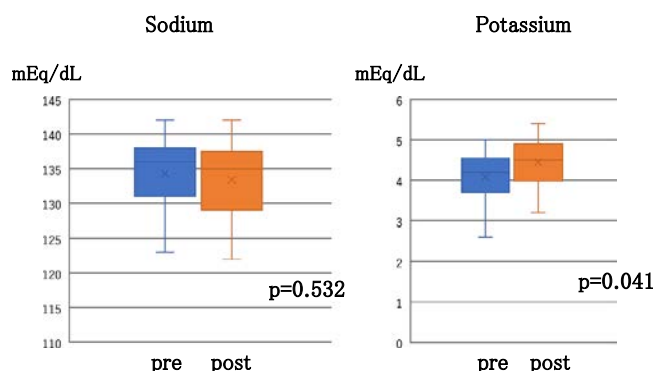 Sodium
mEq/dL
145
140
135
130
125
120
115
110
p=0.532
pre post
Potassium
mEq/dL
6
5
4
3
2
1
0
p=0.041
pre post